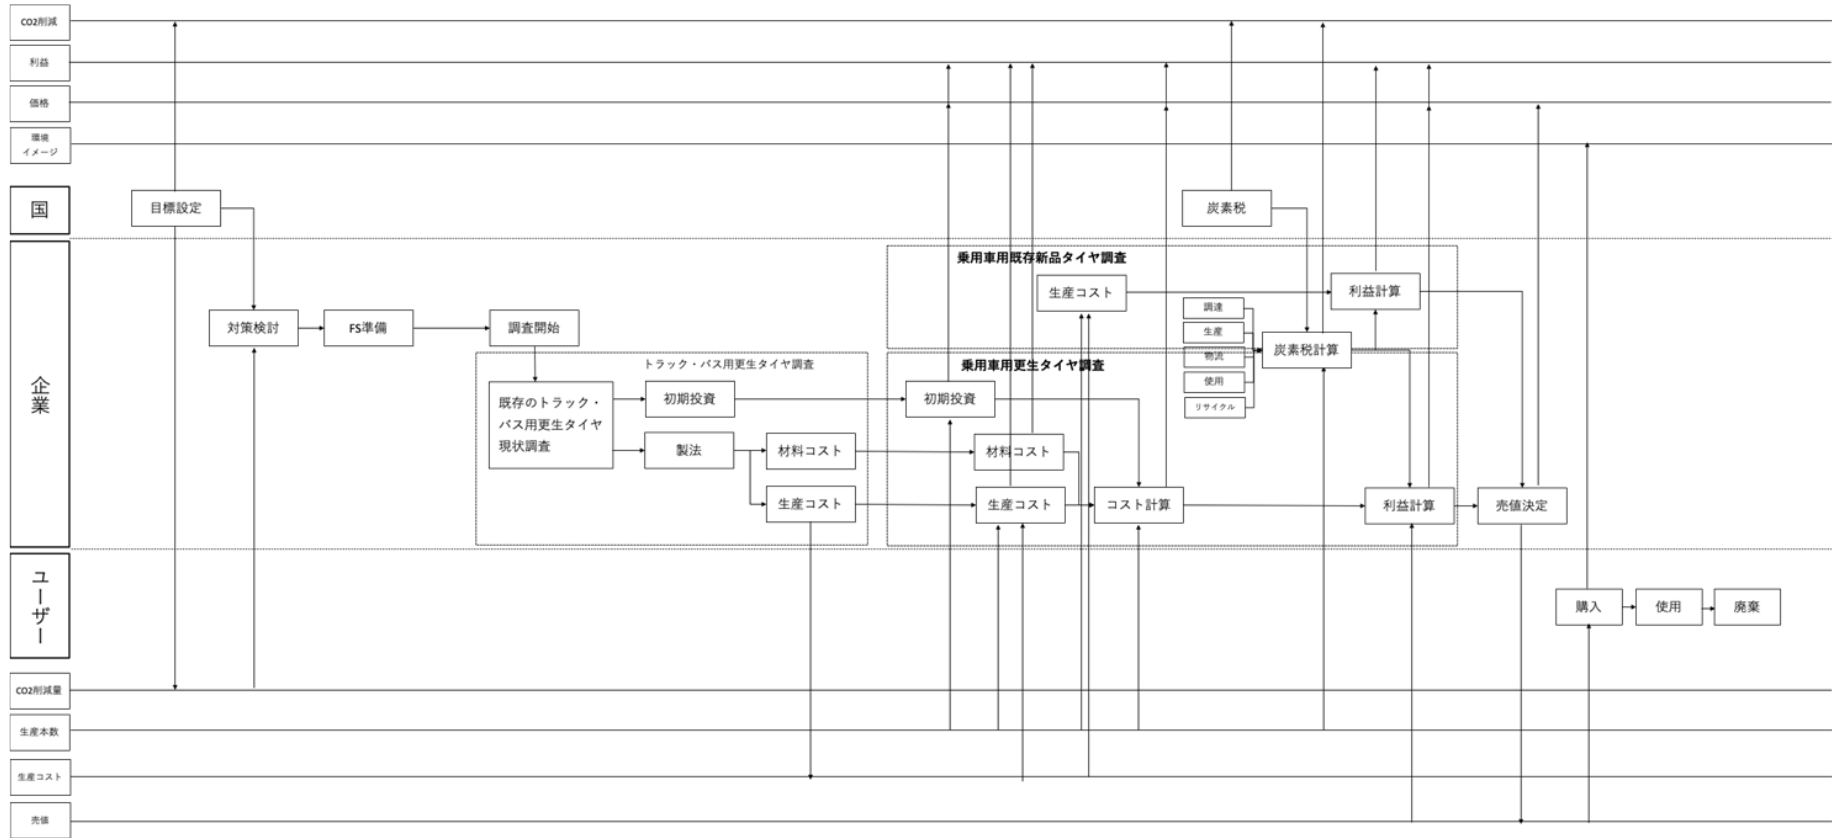 CO2削減
利益
価格
環境
イメージ
国
目標設定
炭素税
企業
乗用車用既存新品タイヤ調査
生産コスト
利益計算
対策検討
FS準備
調査開始
調達
生産
物流
使用
リサイクル
炭素税計算
トラック・バス用更生タイヤ調査
乗用車用更生タイヤ調査
既存のトラック・
バス用更生タイヤ
現状調査
初期投資
初期投資
製法
材料コスト
材料コスト
生産コスト
生産コスト
コスト計算
利益計算
売値決定
ユーザー
購入
使用
廃棄
CO2削減量
生産本数
生産コスト
売値